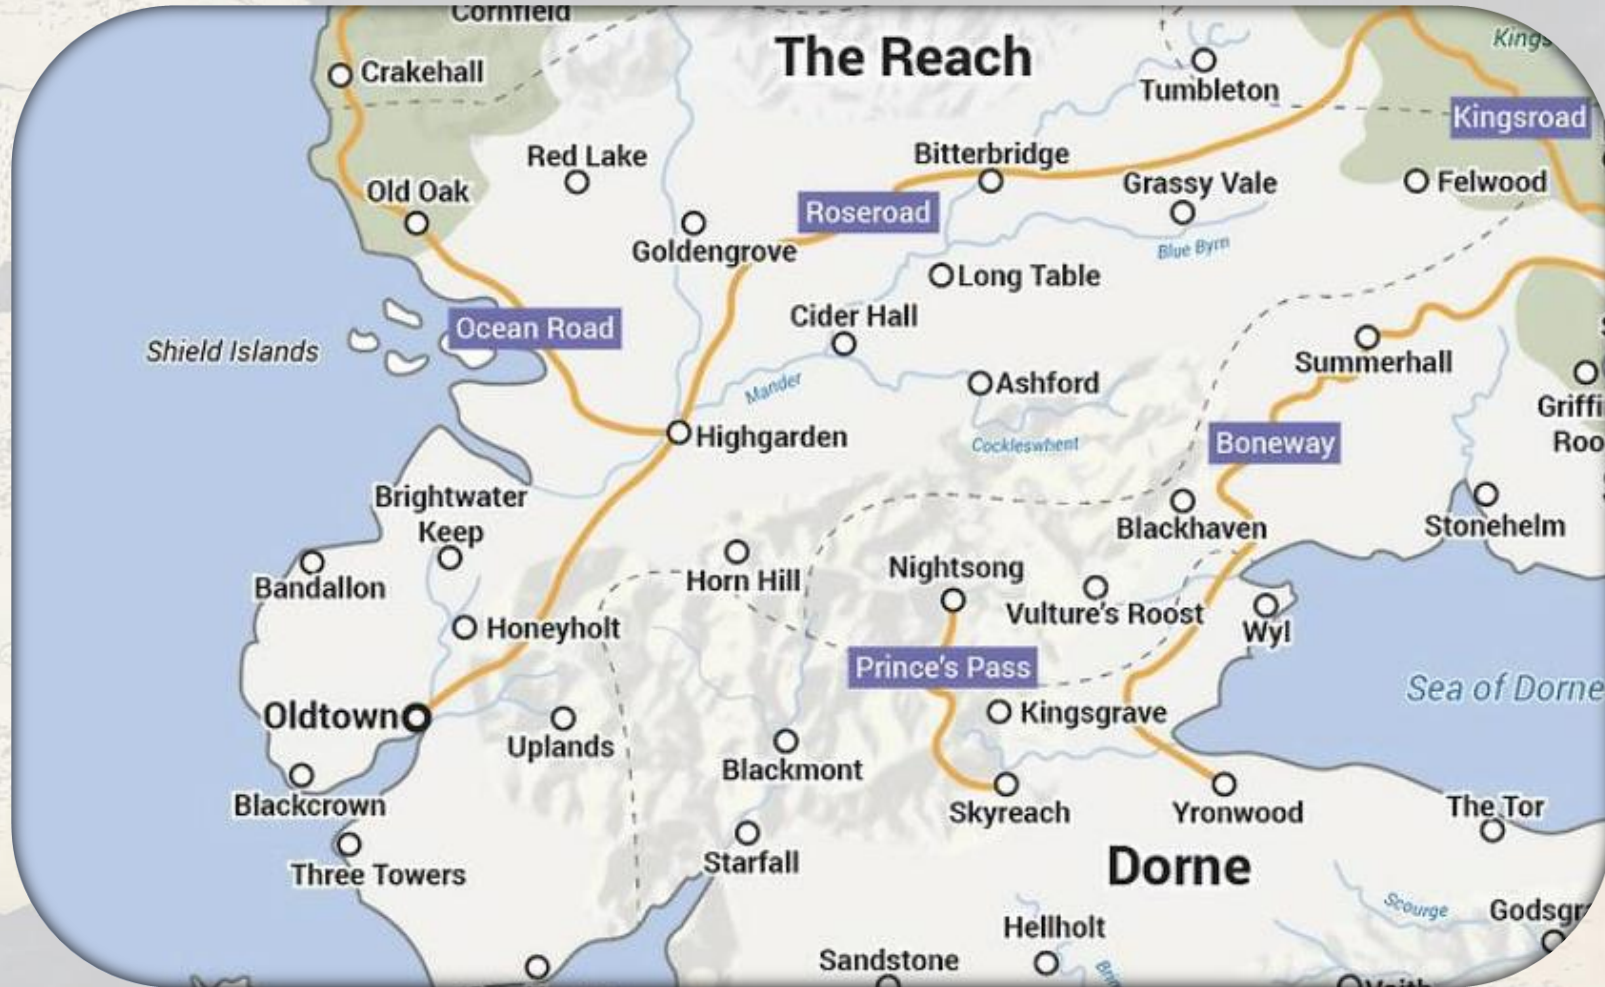 Cornfield
The Reach
Crakehall
Tumbleton
Kingsroad
Red Lake
Bitterbridge
Old Oak
Grassy Vale
Felwood
Roseroad
Goldengrove
Blue Byrn
Long Table
Ocean Road
Cider Hall
Shield Islands
Summerhall
Mander
Ashford
Highgarden
Cockleswhent
Boneway
Brightwater
Keep
Blackhaven
Stonehelm
Bandallon
Horn Hill
Nightsong
Vulture's Roost
Honeyholt
Wyl
Prince's Pass
Sea of Dorne
Oldtown
Kingsgrave
Uplands
Blackmont
Blackcrown
Skyreach
Yronwood
The Tor
Three Towers
Starfall
Dorne
Scourge
Hellholt
Sandstone